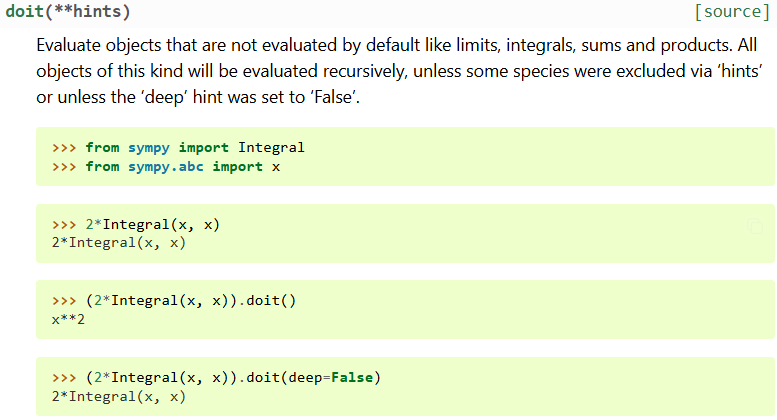 doit(**hints) [source]
Evaluate objects that are not evaluated by default like limits, integrals, sums and products. All
objects of this kind will be evaluated recursively, unless some species were excluded via ‘hints’
or unless the ‘deep’ hint was set to ‘False’.
>>> from sympy import Integral
>>> from sympy.abc import x
>>> 2*Integral(x, x)
2*Integral(x, x)
>>> (2*Integral(x, x)).doit()
x**2
>>> (2*Integral(x, x)).doit(deep=False)
2*Integral(x, x)